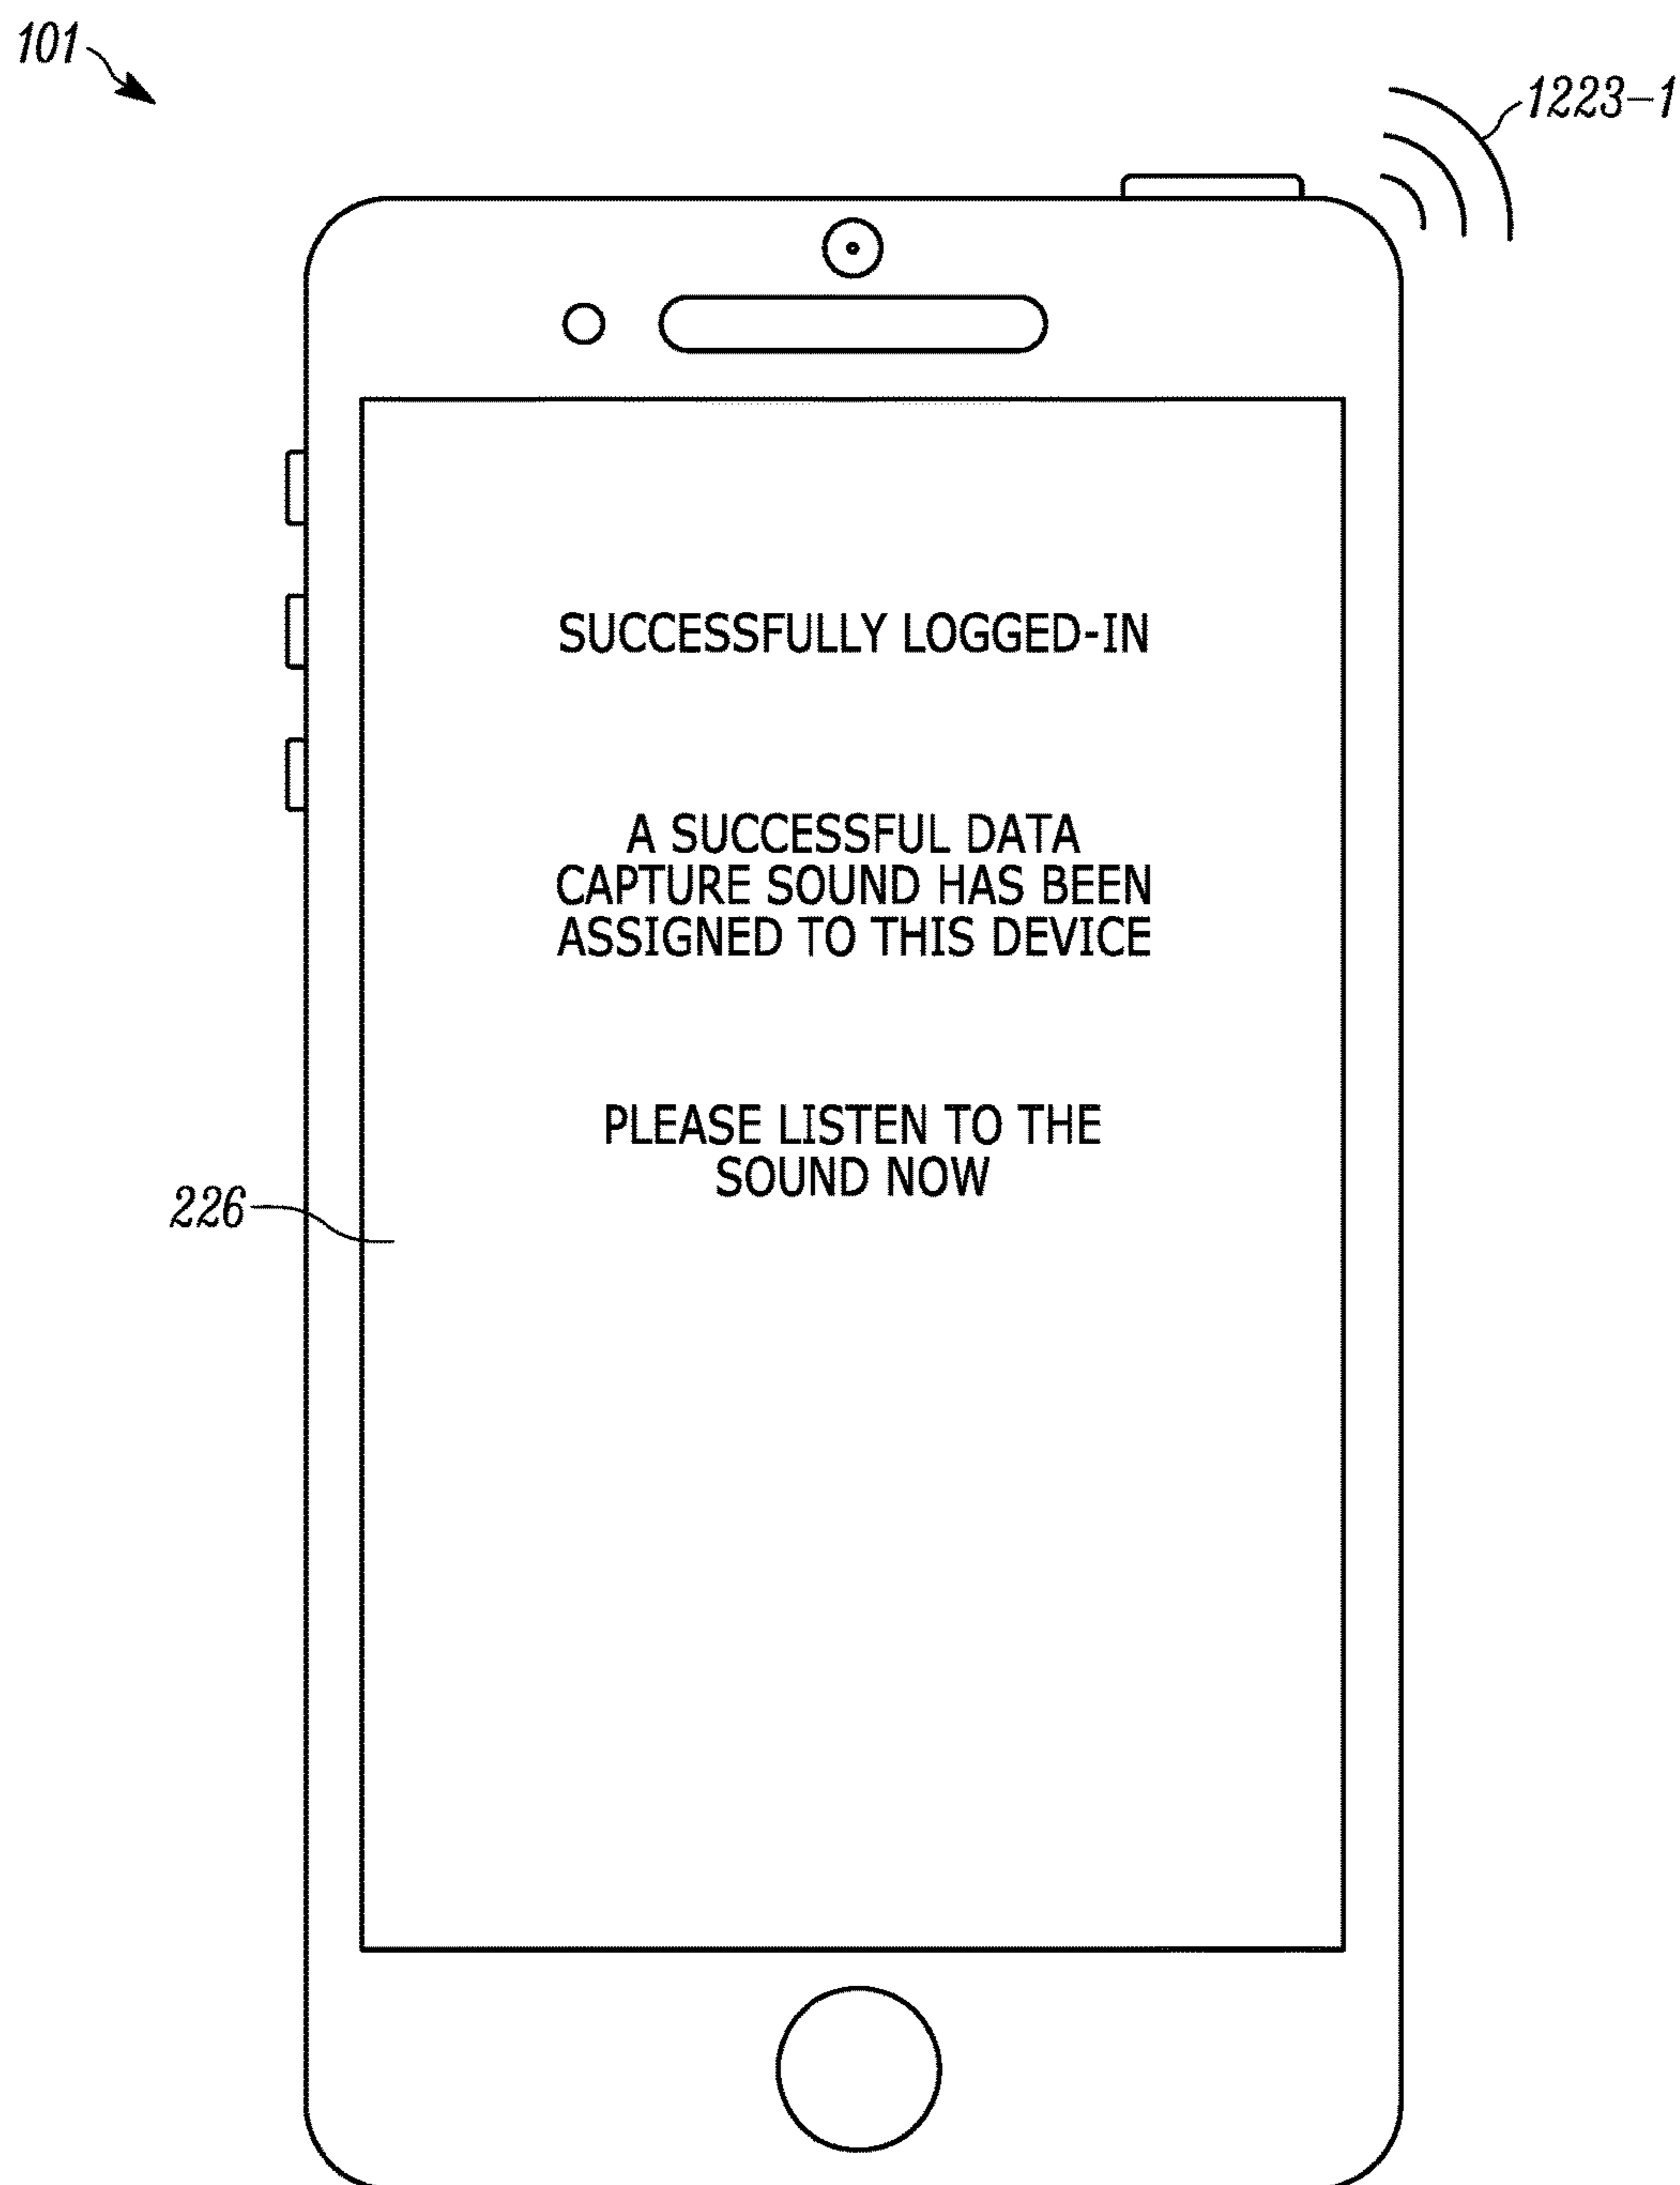 101
1223-1
SUCCESSFULLY LOGGED-IN
A SUCCESSFUL DATA
CAPTURE SOUND HAS BEEN
ASSIGNED TO THIS DEVICE
PLEASE LISTEN TO THE
SOUND NOW
226